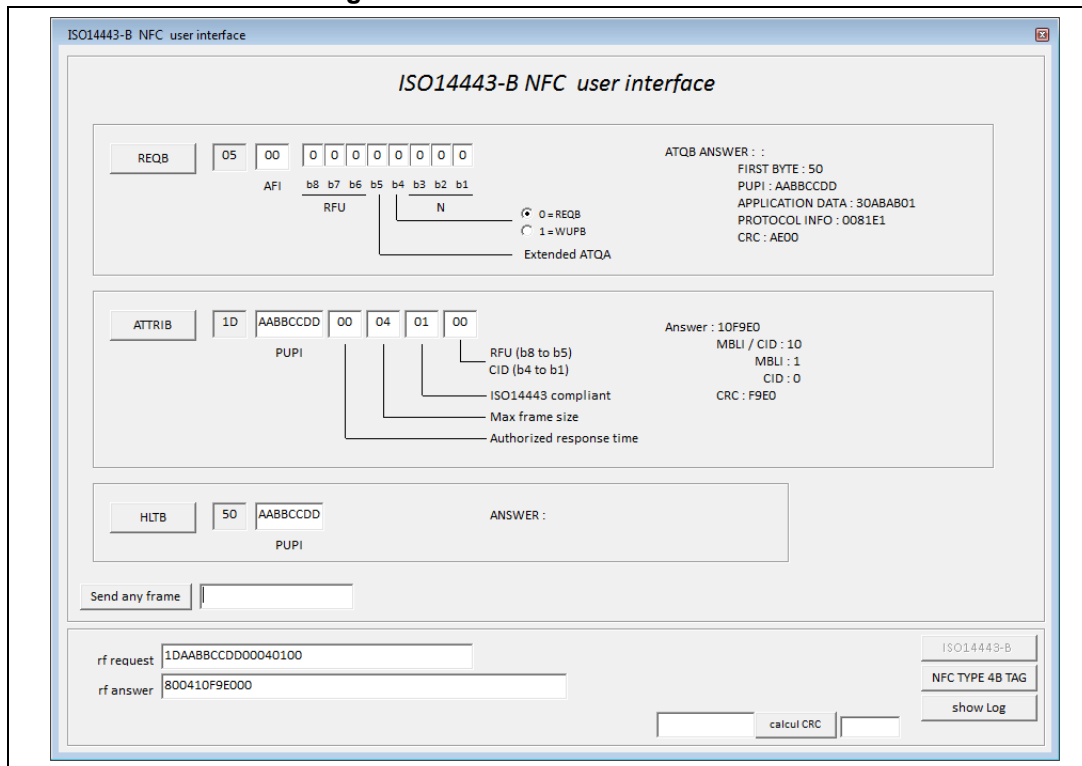 ISO14443-B NFC user interface
ISO14443-B NFC user interface
REQB 05 00 0 0 0 0 0 0 0 0
AFI b8 b7 b6 b5 b4 b3 b2 b1
RFU N
0 = REQB
1 = WUPB
Extended ATQA
ATQB ANSWER : :
FIRST BYTE : 50
PUPI : AABBCCDD
APPLICATION DATA : 30ABAB01
PROTOCOL INFO : 0081E1
CRC : AE00
ATTRIB 1D AABBCCDD 00 04 01 00
PUPI
RFU (b8 to b5)
CID (b4 to b1)
ISO14443 compliant
Max frame size
Authorized response time
Answer : 10F9E0
MBLI / CID : 10
MBLI : 1
CID : 0
CRC : F9E0
HLTB 50 AABBCCDD ANSWER :
PUPI
Send any frame
rf request 1DAABBCCDD00040100
rf answer 800410F9E000
ISO14443-B
NFC TYPE 4B TAG
show Log
calcul CRC